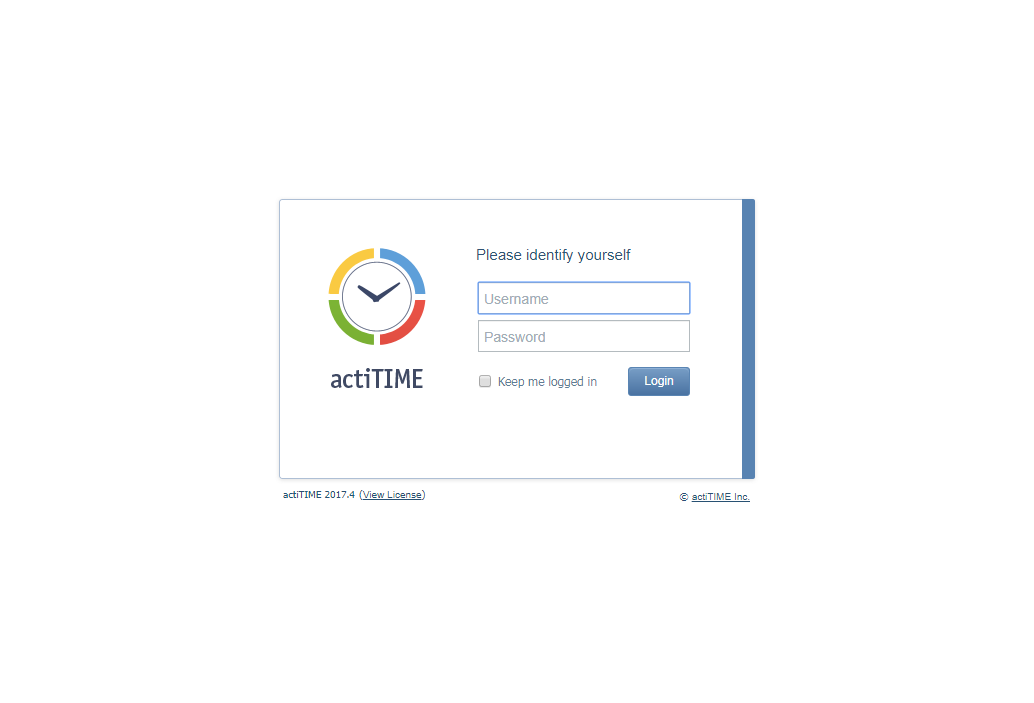 Please identify yourself
Username
Password
actiTIME
Keep me logged in
Login
actiTIME 2017.4 (View License)
© actiTIME Inc.